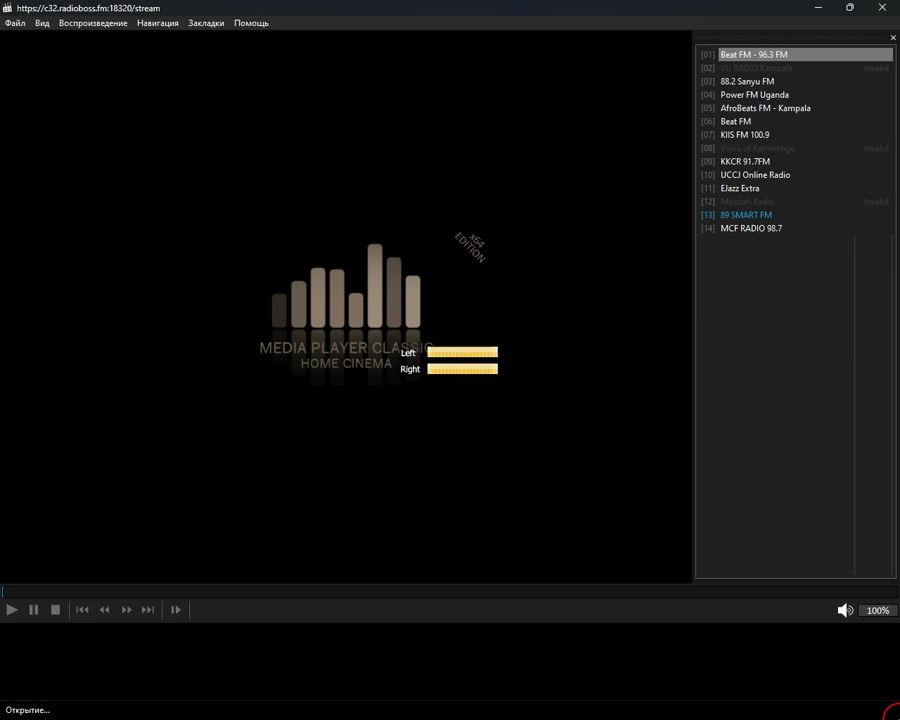 https://c32.radioboss.fm:18320/stream
Файл Вид Воспроизведение Навигация Закладки Помощь
[01] Beat FM - 96.3 FM
[02] VU RADIO Kampala Invalid
[03] 88.2 Sanyu FM
[04] Power FM Uganda
[05] AfroBeats FM - Kampala
[06] Beat FM
[07] KIIS FM 100.9
[08] Voice of Kamwenge Invalid
[09] KKCR 91.7FM
[10] UCCJ Online Radio
[11] EJazz Extra
[12] Messiah Radio Invalid
[13] 89 SMART FM
[14] MCF RADIO 98.7
x64
EDITION
MEDIA PLAYER CLASSIC
HOME CINEMA
Left
Right
100%
Открытие...